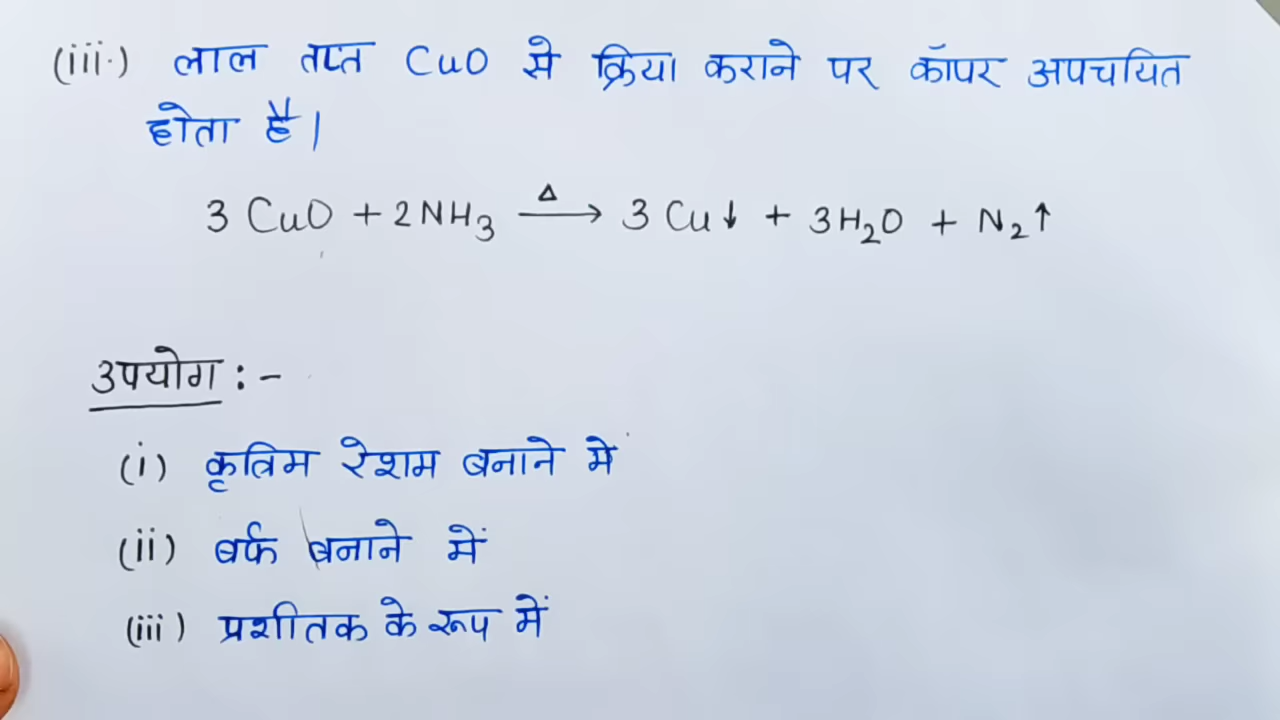 (iii.) लाल तप्त CuO से क्रिया कराने पर कॉपर अपचयित
होता है।
3 CuO + 2NH₃ —Δ→ 3 Cu↓ + 3H₂O + N₂↑
उपयोग :-
(i) कृत्रिम रेशम बनाने मे
(ii) बर्फ बनाने में
(iii) प्रशीतक के रूप में